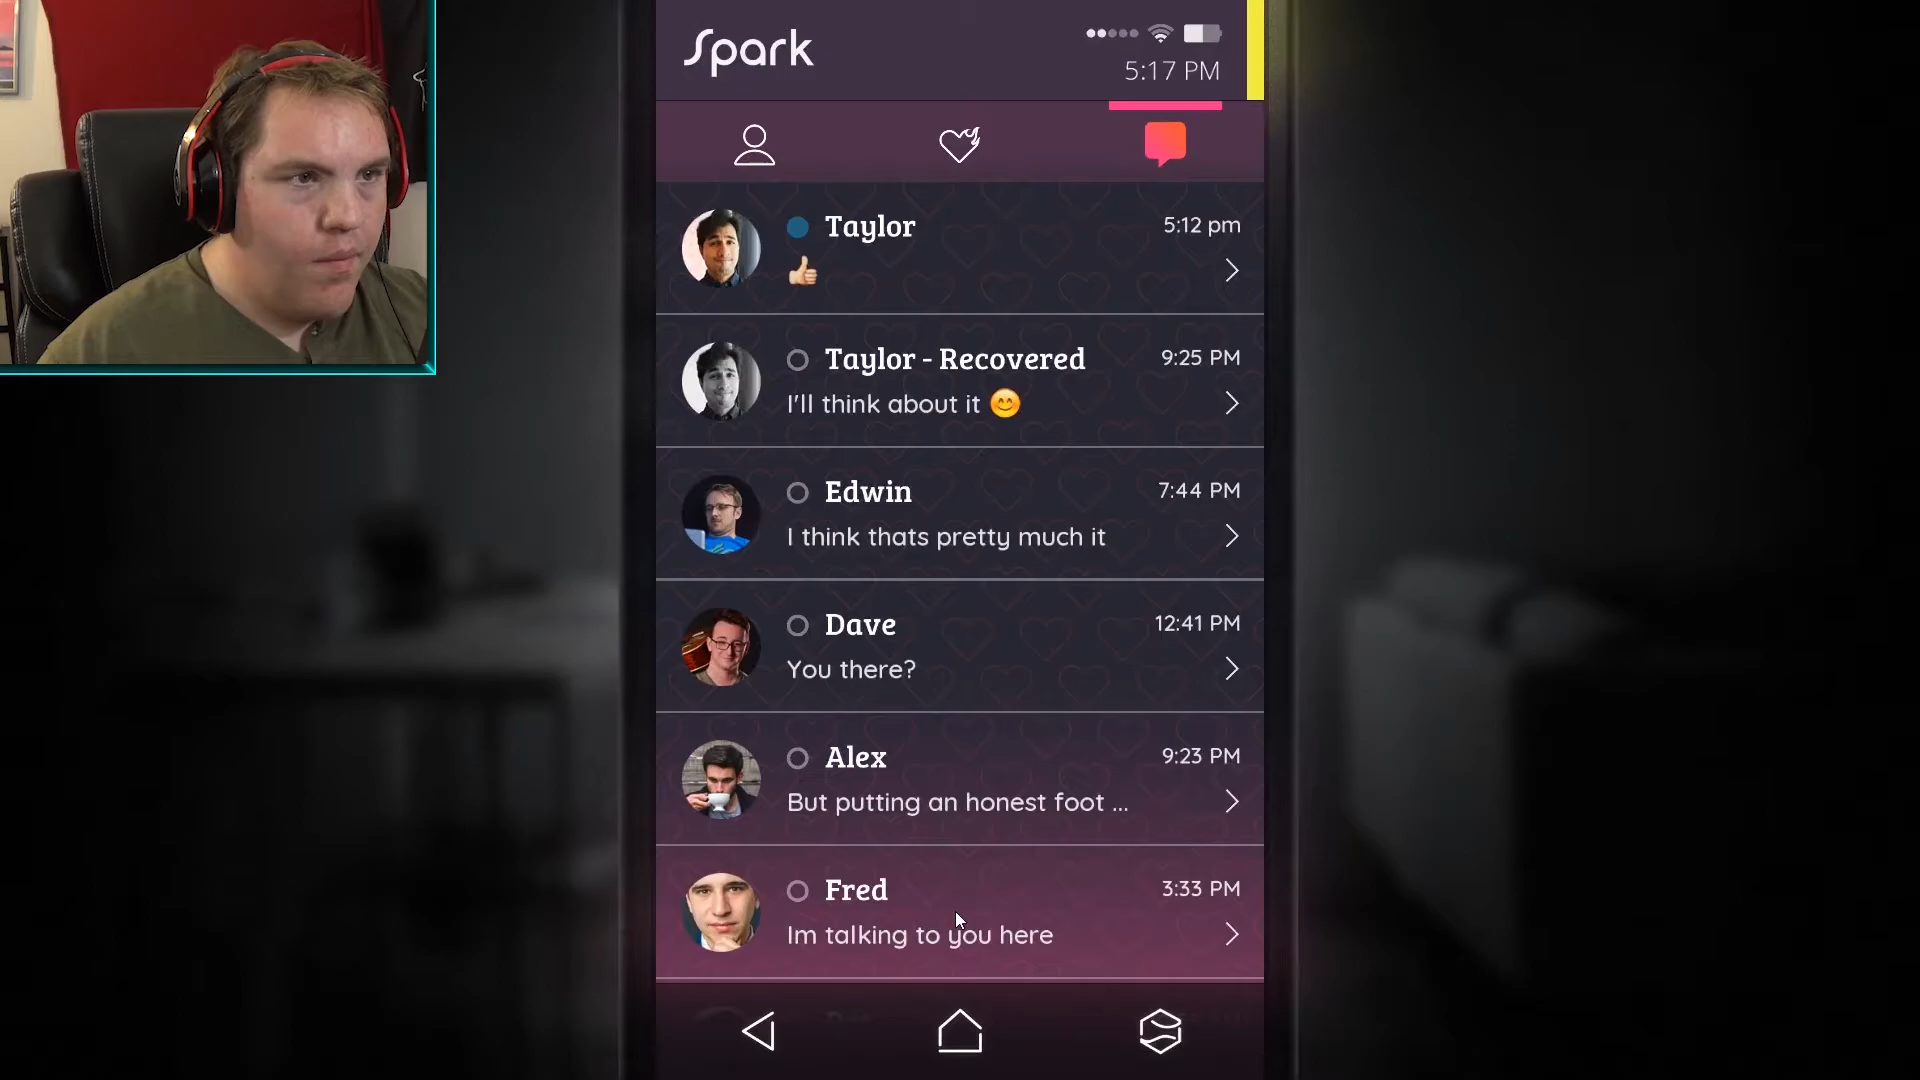 Spark
5:17 PM
Taylor
5:12 pm
👍🏻
Taylor - Recovered
9:25 PM
I'll think about it 😊
Edwin
7:44 PM
I think thats pretty much it
Dave
12:41 PM
You there?
Alex
9:23 PM
But putting an honest foot ...
Fred
3:33 PM
Im talking to you here